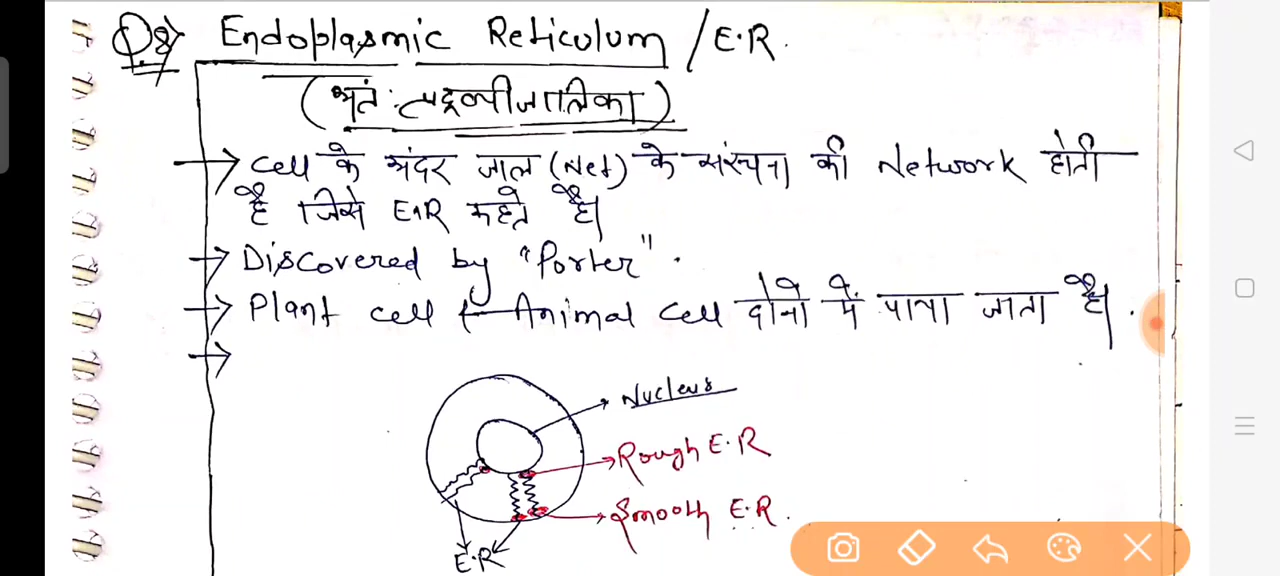 Q8) Endoplasmic Reticulum / E.R.
(अंत: प्रद्रव्यीजालिका)
→ Cell के अंदर जाल (Net) के संरचना की Network होती
है जिसे E.R कहते है।
→ Discovered by "Porter".
→ Plant cell & Animal cell दोनो में पाया जाता है।.
→
Nucleus
Rough E.R
Smooth E.R.
E.R